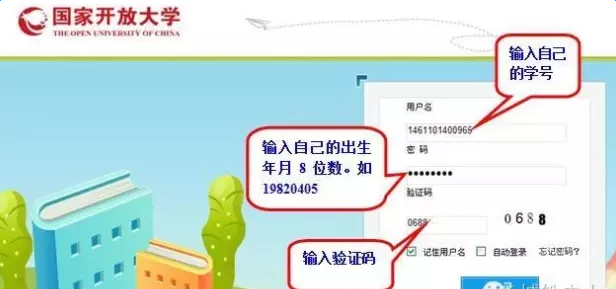 国家开放大学
THE OPEN UNIVERSITY OF CHINA
输入自己
的学号
用户名
1461101400965
输入自己的出生
年月 8 位数。如
19820405
密 码
验证码
0688
0688
输入验证码
记住用户名
自动登录
忘记密码?